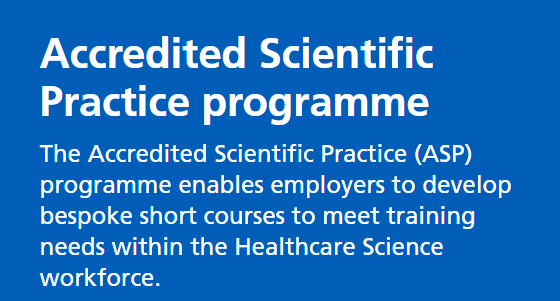 Accredited Scientific
Practice programme
The Accredited Scientific Practice (ASP)
programme enables employers to develop
bespoke short courses to meet training
needs within the Healthcare Science
workforce.